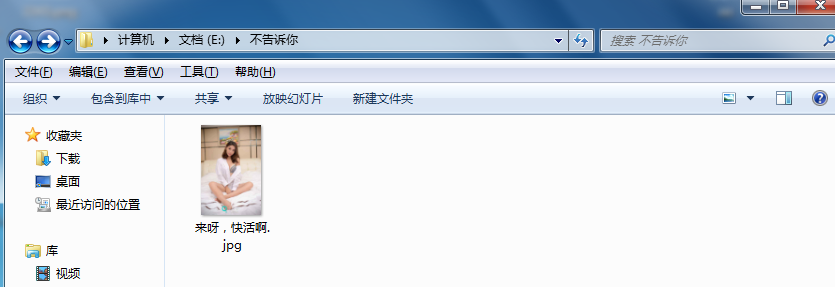 计算机 ▸ 文档 (E:) ▸ 不告诉你
搜索 不告诉你
文件(F) 编辑(E) 查看(V) 工具(T) 帮助(H)
组织 包含到库中 共享 放映幻灯片 新建文件夹
收藏夹
下载
桌面
最近访问的位置
库
视频
来呀，快活啊.
jpg